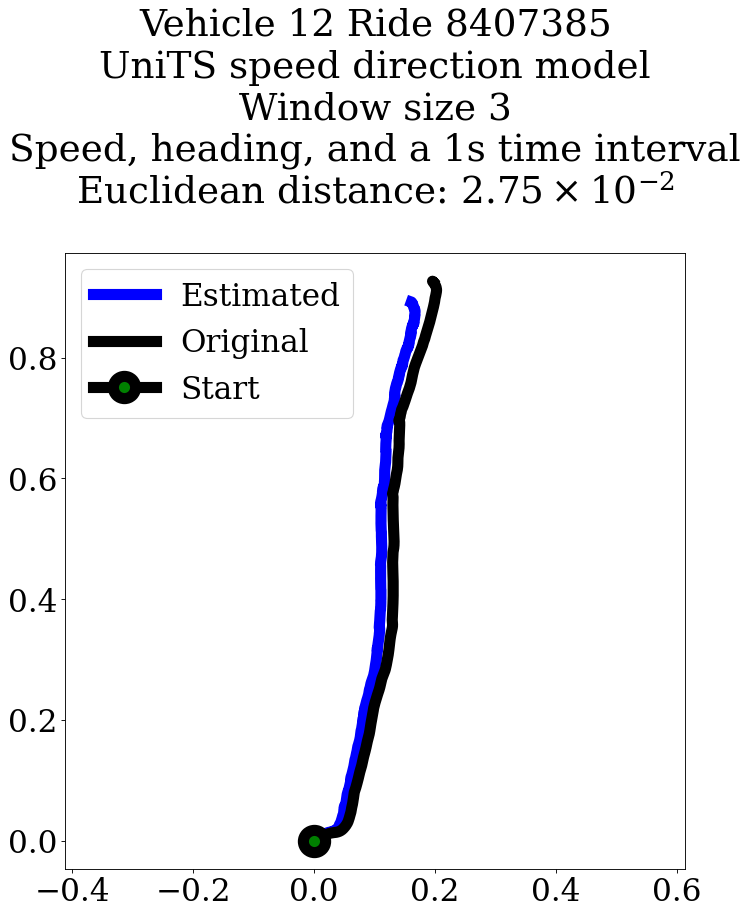 Vehicle 12 Ride 8407385
UniTS speed direction model
Window size 3
Speed, heading, and a 1s time interval
Euclidean distance: 2.75 × 10⁻²
Estimated
Original
Start
0.8
0.6
0.4
0.2
0.0
−0.4 −0.2 0.0 0.2 0.4 0.6